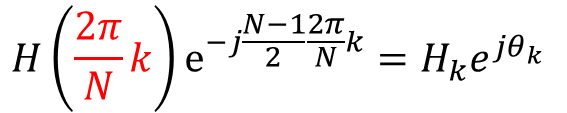 H(2π/N k) e^{-j (N-1)/2 2π/N k} = H_k e^{jθ_k}